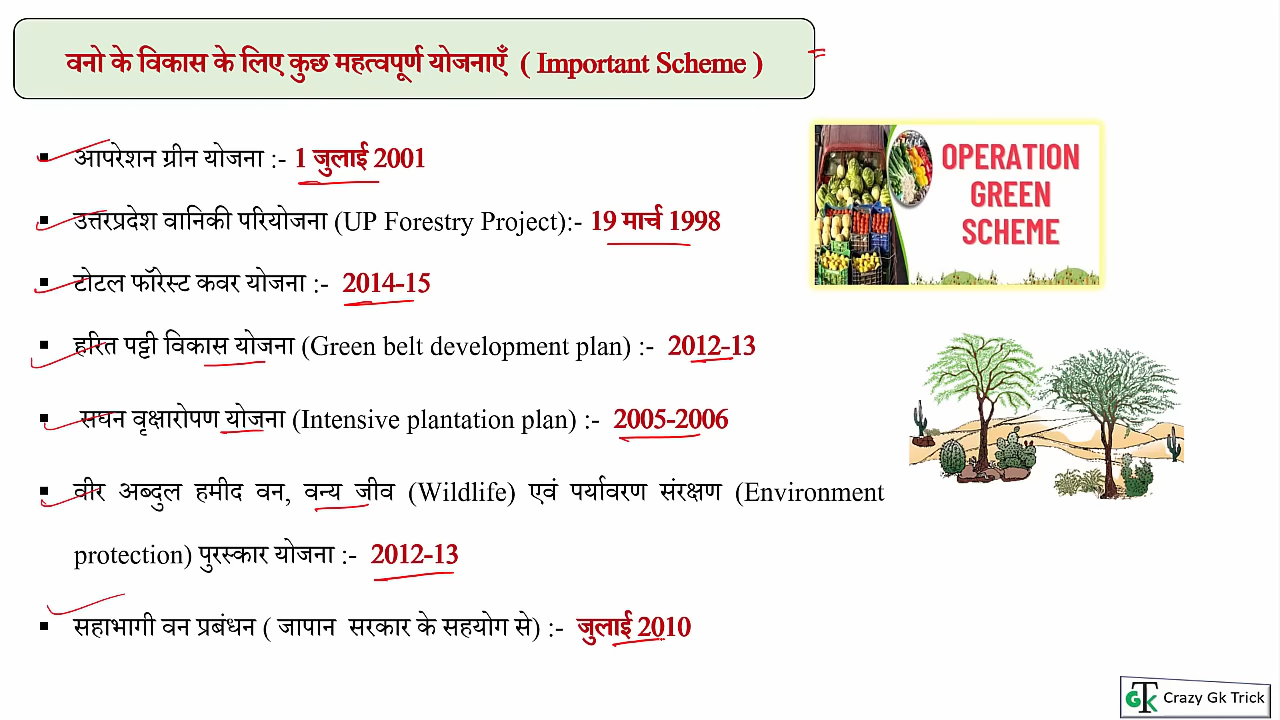 वनो के विकास के लिए कुछ महत्वपूर्ण योजनाएँ ( Important Scheme )
▪ आपरेशन ग्रीन योजना :- 1 जुलाई 2001
▪ उत्तरप्रदेश वानिकी परियोजना (UP Forestry Project):- 19 मार्च 1998
▪ टोटल फॉरेस्ट कवर योजना :- 2014-15
▪ हरित पट्टी विकास योजना (Green belt development plan) :- 2012-13
▪ सघन वृक्षारोपण योजना (Intensive plantation plan) :- 2005-2006
▪ वीर अब्दुल हमीद वन, वन्य जीव (Wildlife) एवं पर्यावरण संरक्षण (Environment
protection) पुरस्कार योजना :- 2012-13
▪ सहाभागी वन प्रबंधन ( जापान सरकार के सहयोग से) :- जुलाई 2010
OPERATION
GREEN
SCHEME
GTK Crazy Gk Trick